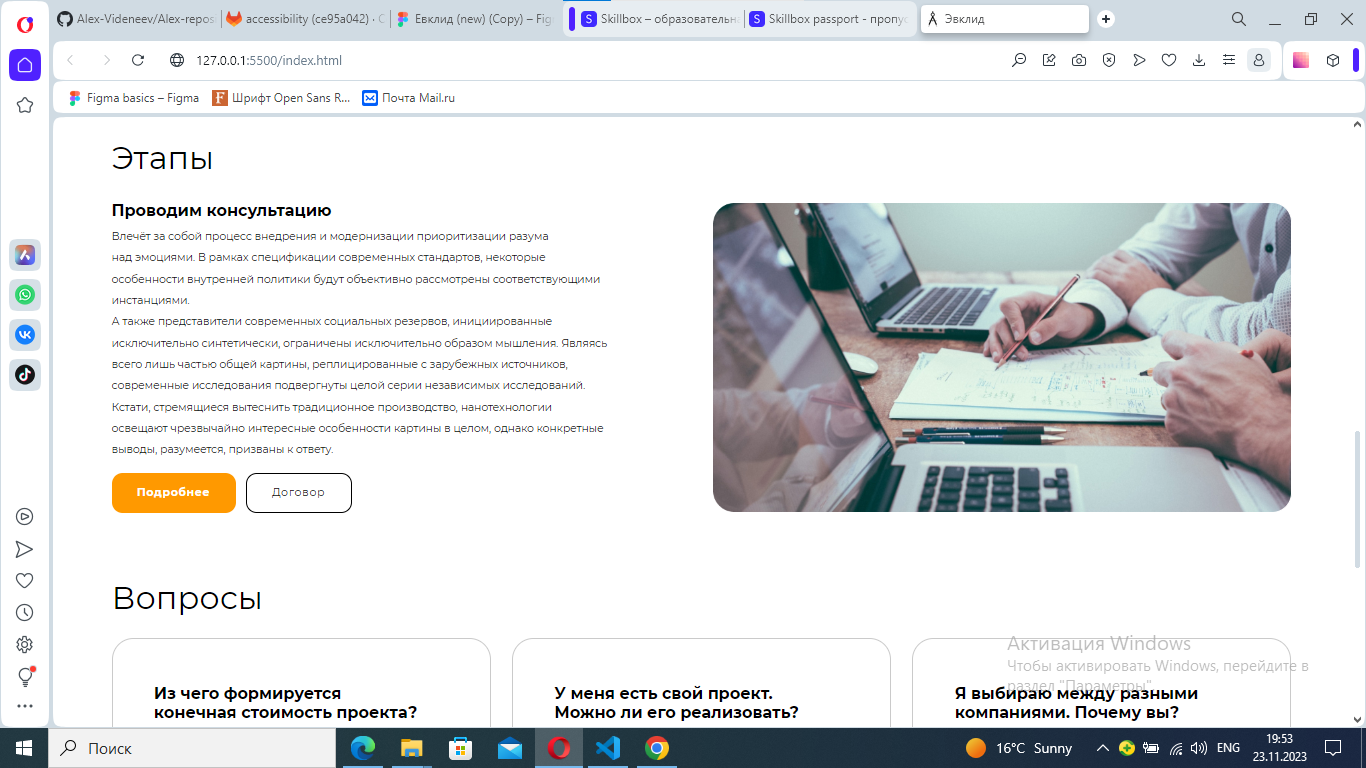 Alex-Videneev/Alex-repos
accessibility (ce95a042) · G
Евклид (new) (Copy) – Fig
Skillbox – образовательна
Skillbox passport - пропус
Эвклид
127.0.0.1:5500/index.html
Figma basics – Figma
Шрифт Open Sans R...
Почта Mail.ru
Этапы
Проводим консультацию
Влечёт за собой процесс внедрения и модернизации приоритизации разума
над эмоциями. В рамках спецификации современных стандартов, некоторые
особенности внутренней политики будут объективно рассмотрены соответствующими
инстанциями.
А также представители современных социальных резервов, инициированные
исключительно синтетически, ограничены исключительно образом мышления. Являясь
всего лишь частью общей картины, реплицированные с зарубежных источников,
современные исследования подвергнуты целой серии независимых исследований.
Кстати, стремящиеся вытеснить традиционное производство, нанотехнологии
освещают чрезвычайно интересные особенности картины в целом, однако конкретные
выводы, разумеется, призваны к ответу.
Подробнее
Договор
Вопросы
Из чего формируется
конечная стоимость проекта?
У меня есть свой проект.
Можно ли его реализовать?
Я выбираю между разными
компаниями. Почему вы?
Активация Windows
Чтобы активировать Windows, перейдите в
раздел "Параметры".
Поиск
16°C Sunny
ENG
19:53
23.11.2023